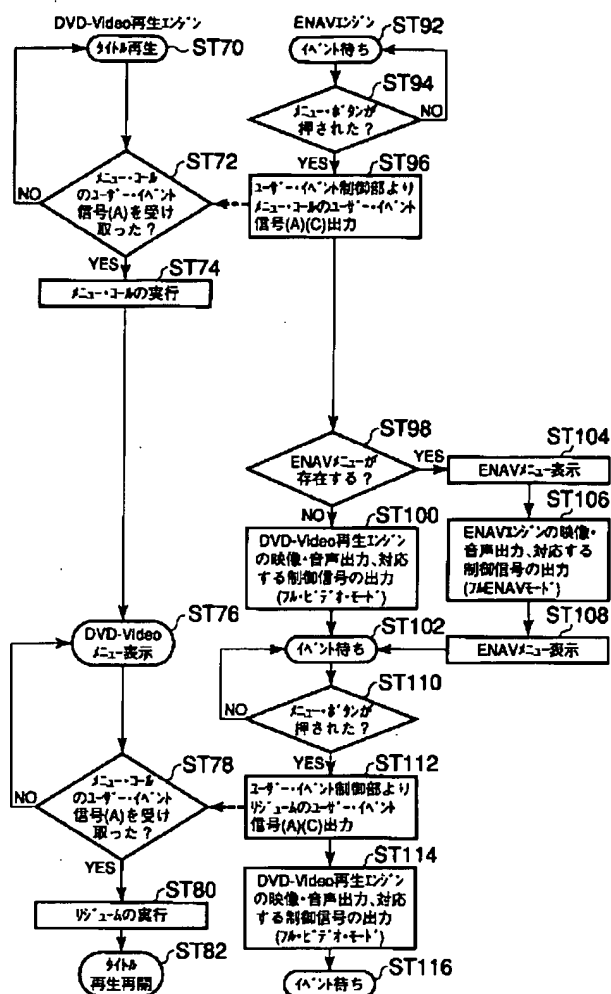 DVD-Video再生エンジン
タイトル再生
ST70
メニュー・コール
のユーザー・イベント
信号(A)を受け
取った?
ST72
NO
YES
ST74
メニュー・コールの実行
DVD-Video
メニュー表示
ST76
メニュー・コール
のユーザー・イベント
信号(A)を受け
取った?
ST78
NO
YES
ST80
リジュームの実行
ST82
タイトル
再生再開
ENAVエンジン
イベント待ち
ST92
ST94
メニュー・ボタンが
押された?
NO
YES
ST96
ユーザー・イベント制御部より
メニューコールのユーザー・イベント
信号(A)(C)出力
ST98
ENAVメニューが
存在する?
YES
NO
ST100
DVD-Video再生エンジン
の映像・音声出力、対応
する制御信号の出力
(フル・ビデオ・モード)
ST104
ENAVメニュー表示
ST106
ENAVエンジンの映像・
音声出力、対応する
制御信号の出力
(フルENAVモード)
ST108
ENAVメニュー表示
ST102
イベント待ち
ST110
メニュー・ボタンが
押された?
NO
YES
ST112
ユーザー・イベント制御部より
リジュームのユーザー・イベント
信号(A)(C)出力
ST114
DVD-Video再生エンジン
の映像・音声出力、対応
する制御信号の出力
(フル・ビデオ・モード)
ST116
イベント待ち